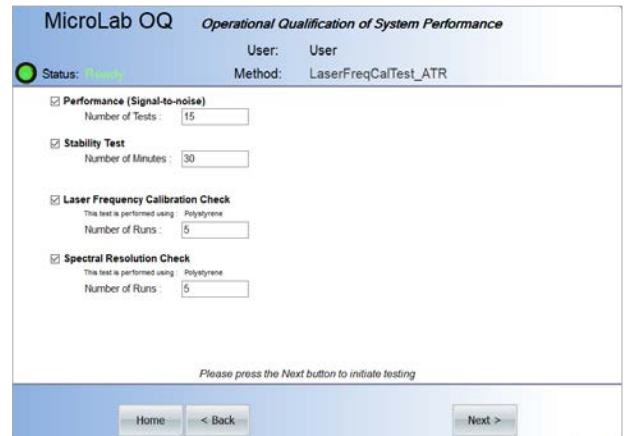 MicroLab OQ Operational Qualification of System Performance
User: User
Status: Ready Method: LaserFreqCalTest_ATR
Performance (Signal-to-noise)
Number of Tests : 15
Stability Test
Number of Minutes : 30
Laser Frequency Calibration Check
This test is performed using : Polystyrene
Number of Runs : 5
Spectral Resolution Check
This test is performed using : Polystyrene
Number of Runs : 5
Please press the Next button to initiate testing
Home < Back Next >